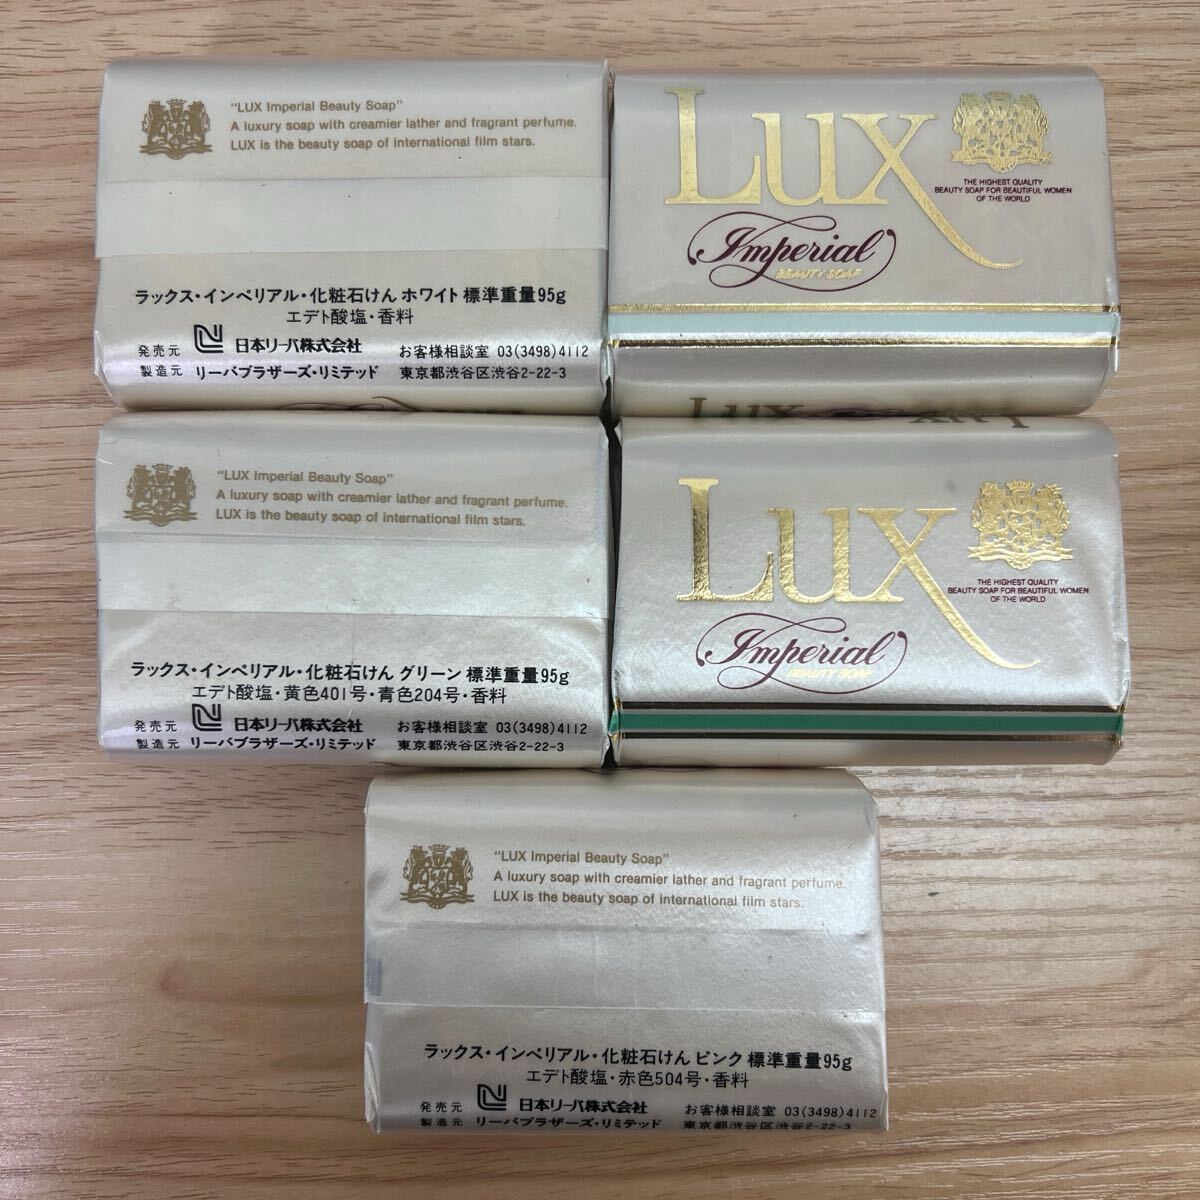 "LUX Imperial Beauty Soap"
A luxury soap with creamier lather and fragrant perfume.
LUX is the beauty soap of international film stars.
ラックス・インペリアル・化粧石けん ホワイト 標準重量95g
エデト酸塩・香料
発売元 日本リーバ株式会社 お客様相談室 03(3498)4112
製造元 リーバブラザーズ・リミテッド 東京都渋谷区渋谷2-22-3
LUX
THE HIGHEST QUALITY
BEAUTY SOAP FOR BEAUTIFUL WOMEN
OF THE WORLD
Imperial
BEAUTY SOAP
LUX
"LUX Imperial Beauty Soap"
A luxury soap with creamier lather and fragrant perfume.
LUX is the beauty soap of international film stars.
ラックス・インペリアル・化粧石けん グリーン 標準重量95g
エデト酸塩・黄色401号・青色204号・香料
発売元 日本リーバ株式会社 お客様相談室 03(3498)4112
製造元 リーバブラザーズ・リミテッド 東京都渋谷区渋谷2-22-3
LUX
THE HIGHEST QUALITY
BEAUTY SOAP FOR BEAUTIFUL WOMEN
OF THE WORLD
Imperial
BEAUTY SOAP
"LUX Imperial Beauty Soap"
A luxury soap with creamier lather and fragrant perfume.
LUX is the beauty soap of international film stars.
ラックス・インペリアル・化粧石けん ピンク 標準重量95g
エデト酸塩・赤色504号・香料
発売元 日本リーバ株式会社 お客様相談室 03(3498)4112
製造元 リーバブラザーズ・リミテッド 東京都渋谷区渋谷2-22-3